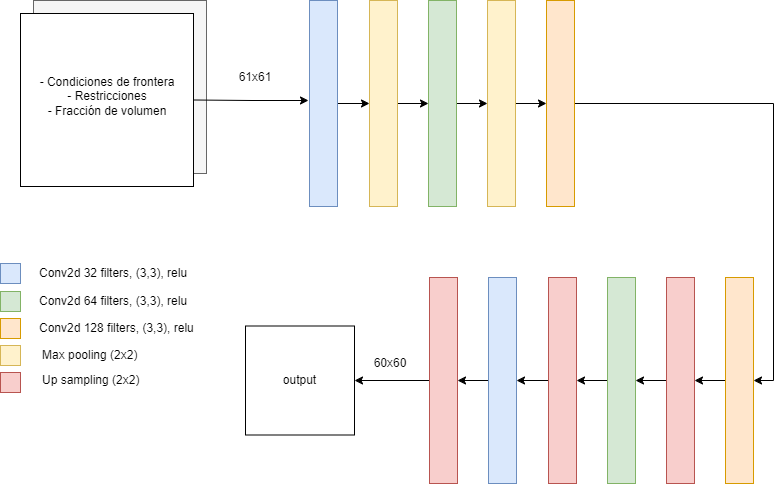 - Condiciones de frontera
- Restricciones
- Fracción de volumen
61x61
Conv2d 32 filters, (3,3), relu
Conv2d 64 filters, (3,3), relu
Conv2d 128 filters, (3,3), relu
Max pooling (2x2)
Up sampling (2x2)
output
60x60